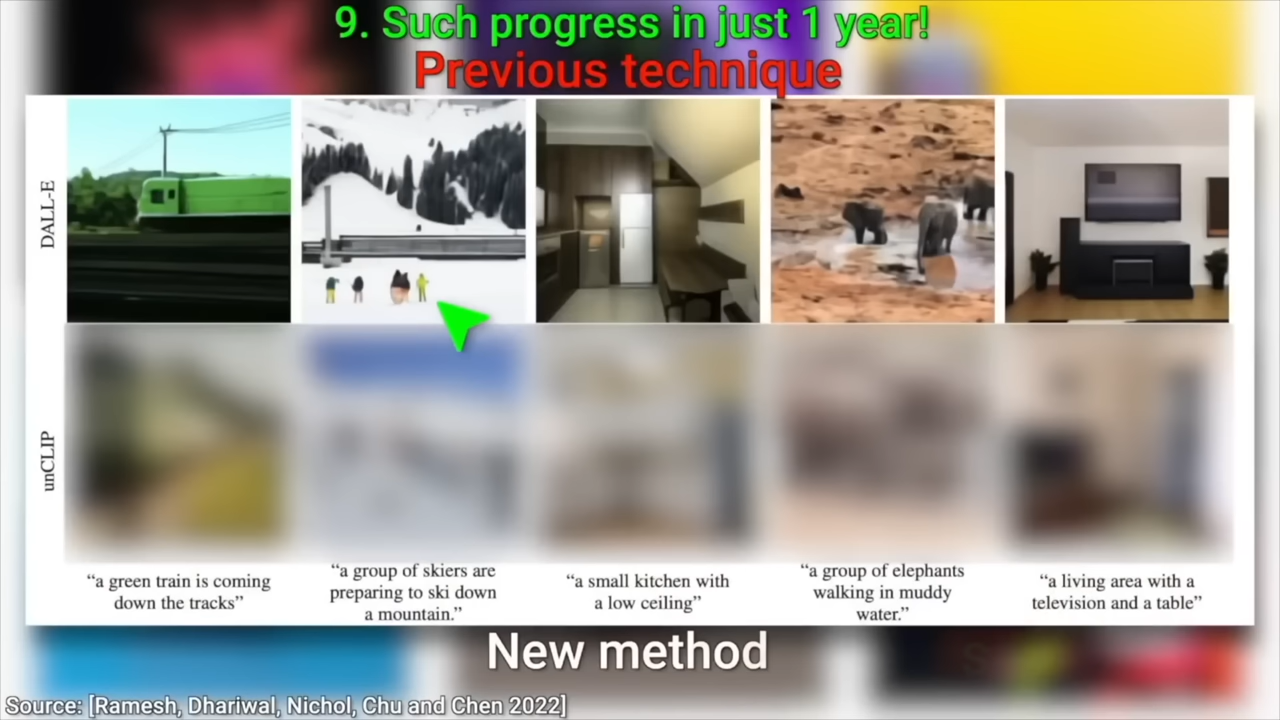 9. Such progress in just 1 year!
Previous technique
DALL-E
unCLIP
“a green train is coming
down the tracks”
“a group of skiers are
preparing to ski down
a mountain.”
“a small kitchen with
a low ceiling”
“a group of elephants
walking in muddy
water.”
“a living area with a
television and a table”
New method
Source: [Ramesh, Dhariwal, Nichol, Chu and Chen 2022]